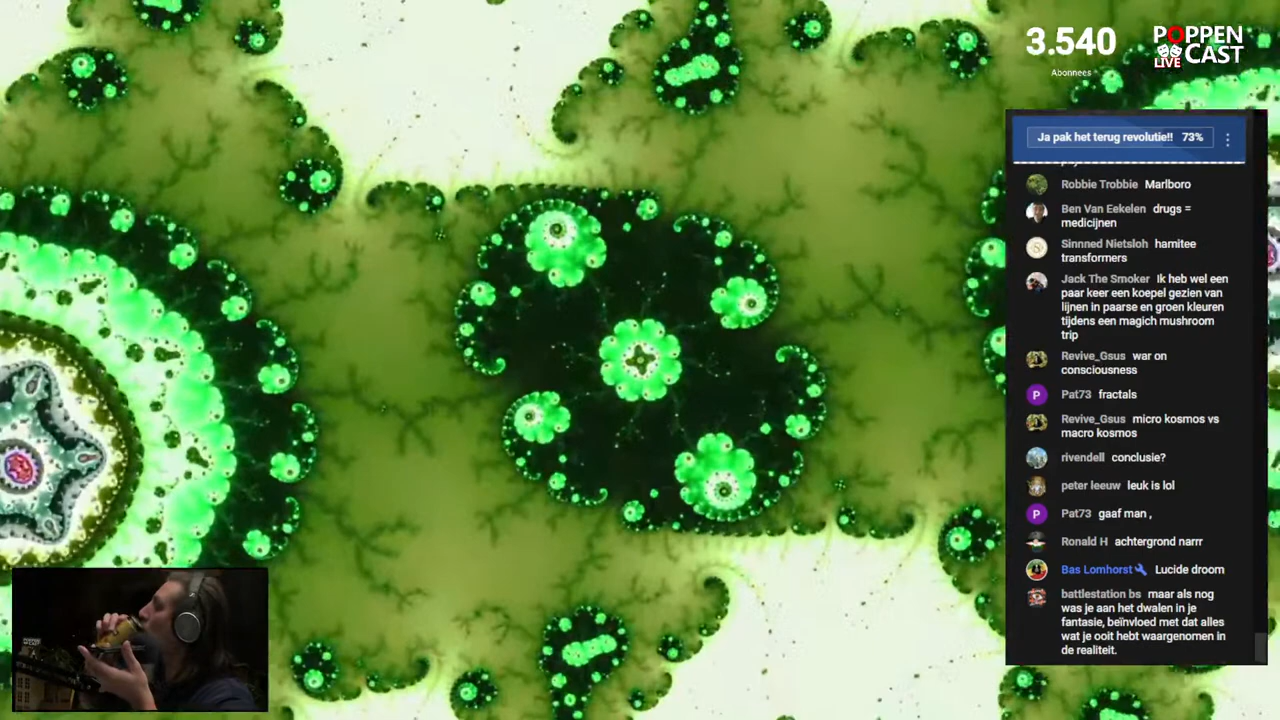 3.540
Abonnees
POPPEN
LIVE CAST
Ja pak het terug revolutie!! 73%
Robbie Trobbie Marlboro
Ben Van Eekelen drugs =
medicijnen
Sinnned Nietsloh hamitee
transformers
Jack The Smoker Ik heb wel een
paar keer een koepel gezien van
lijnen in paarse en groen kleuren
tijdens een magich mushroom
trip
Revive_Gsus war on
consciousness
P Pat73 fractals
Revive_Gsus micro kosmos vs
macro kosmos
rivendell conclusie?
peter leeuw leuk is lol
P Pat73 gaaf man ,
Ronald H achtergrond narrr
Bas Lomhorst Lucide droom
battlestation bs maar als nog
was je aan het dwalen in je
fantasie, beïnvloed met dat alles
wat je ooit hebt waargenomen in
de realiteit.